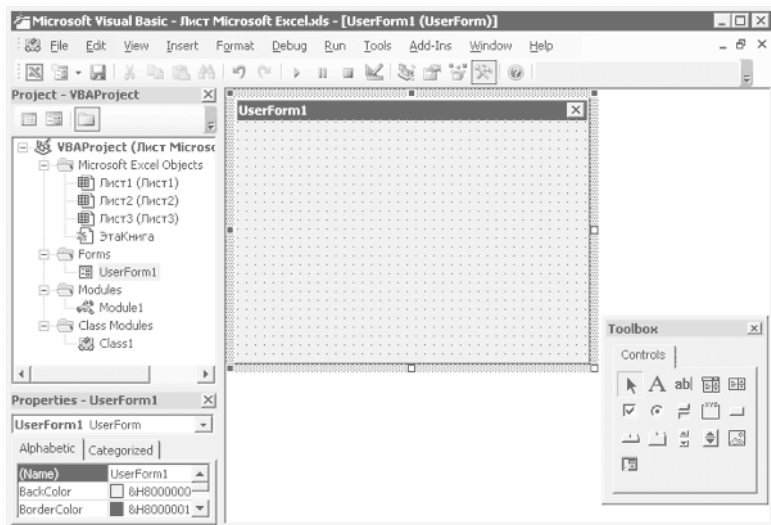 Microsoft Visual Basic - Лист Microsoft Excel.xls - [UserForm1 (UserForm)]
File Edit View Insert Format Debug Run Tools Add-Ins Window Help
Project - VBAProject
VBAProject (Лист Microso
Microsoft Excel Objects
Лист1 (Лист1)
Лист2 (Лист2)
Лист3 (Лист3)
ЭтаКнига
Forms
UserForm1
Modules
Module1
Class Modules
Class1
Properties - UserForm1
UserForm1 UserForm
Alphabetic Categorized
(Name) UserForm1
BackColor &H8000000
BorderColor &H8000001
UserForm1
Toolbox
Controls
A ab